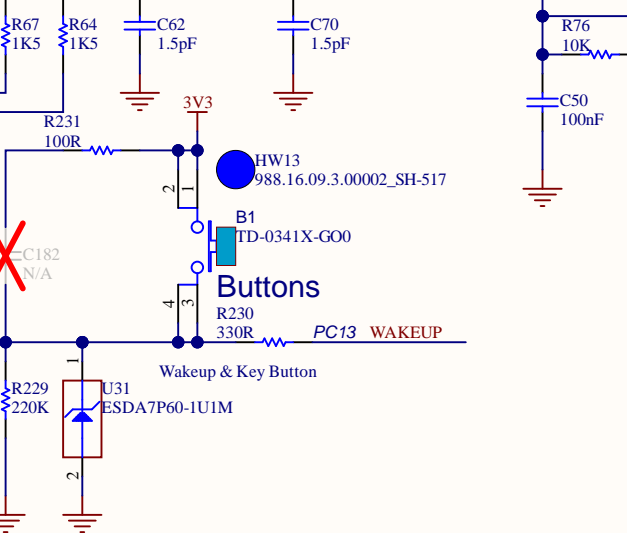 R67
1K5
R64
1K5
C62
1.5pF
C70
1.5pF
R76
10K
C50
100nF
3V3
R231
100R
HW13
988.16.09.3.00002_SH-517
2
1
B1
TD-0341X-GO0
C182
N/A
Buttons
4
3
R230
330R
PC13 WAKEUP
Wakeup & Key Button
1
R229
220K
U31
ESDA7P60-1U1M
2